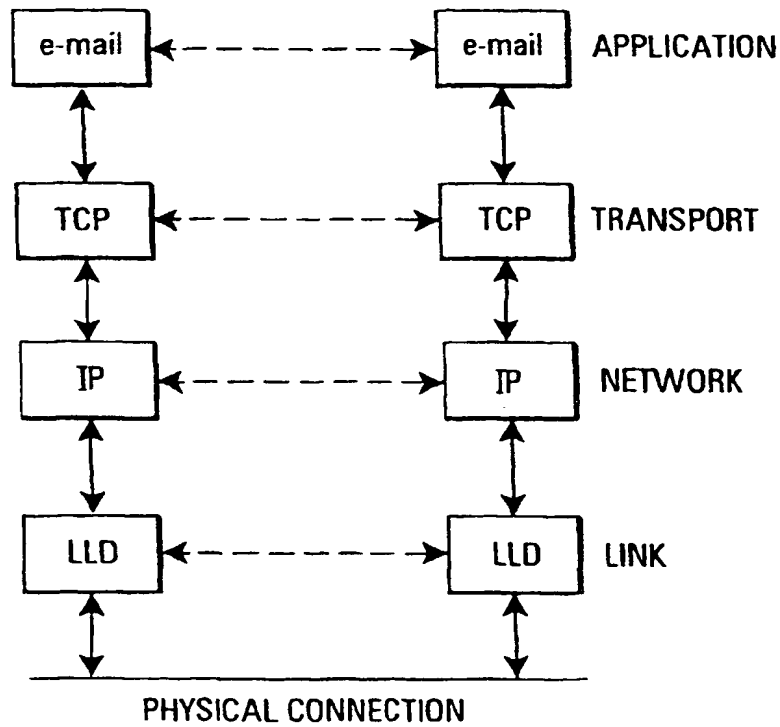 e-mail e-mail APPLICATION
TCP TCP TRANSPORT
IP IP NETWORK
LLD LLD LINK
PHYSICAL CONNECTION